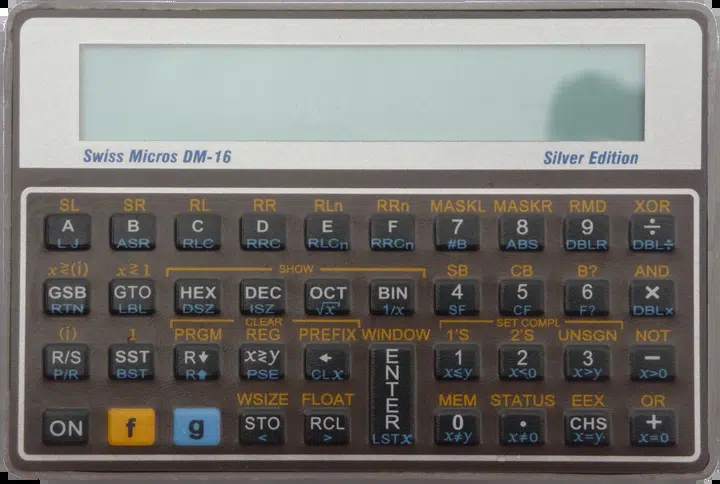 Swiss Micros DM-16 Silver Edition
SL SR RL RR RLn RRn MASKL MASKR RMD XOR
A B C D E F 7 8 9 ÷
LJ ASR RLC RRC RLCn RRCn #B ABS DBLR DBL÷
x≷(i) x≷1 SHOW SB CB B? AND
GSB GTO HEX DEC OCT BIN 4 5 6 ×
RTN LBL DSZ ISZ √x 1/x SF CF F? DBL×
CLEAR SET COMPL
(i) I PRGM REG PREFIX WINDOW 1'S 2'S UNSGN NOT
R/S SST R↓ x≷y ← ENTER 1 2 3 −
P/R BST R↑ PSE CLx x≤y x<0 x>y x>0
WSIZE FLOAT MEM STATUS EEX OR
ON f g STO RCL 0 • CHS +
< > LSTx x≠y x≠0 x=y x=0